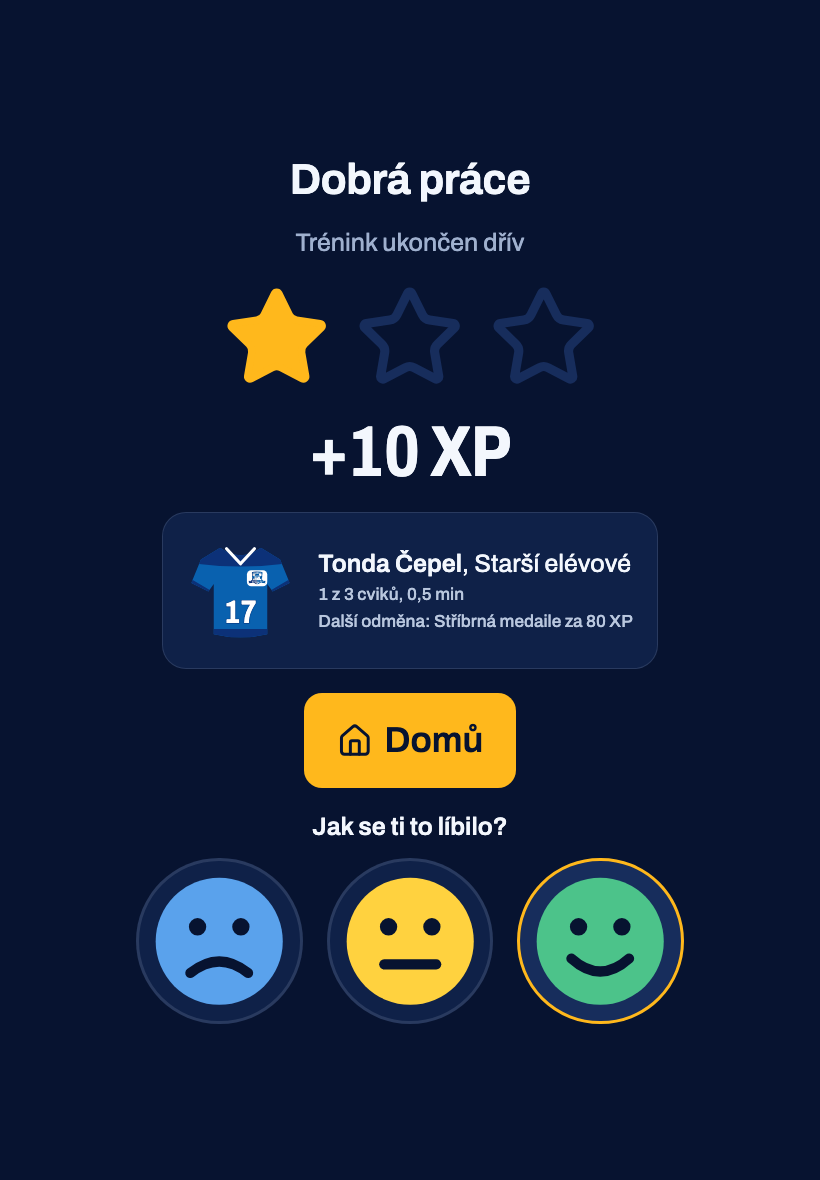 Dobrá práce
Trénink ukončen dřív
+10 XP
Tonda Čepel, Starší elévové
1 z 3 cviků, 0,5 min
Další odměna: Stříbrná medaile za 80 XP
17
Domů
Jak se ti to líbilo?